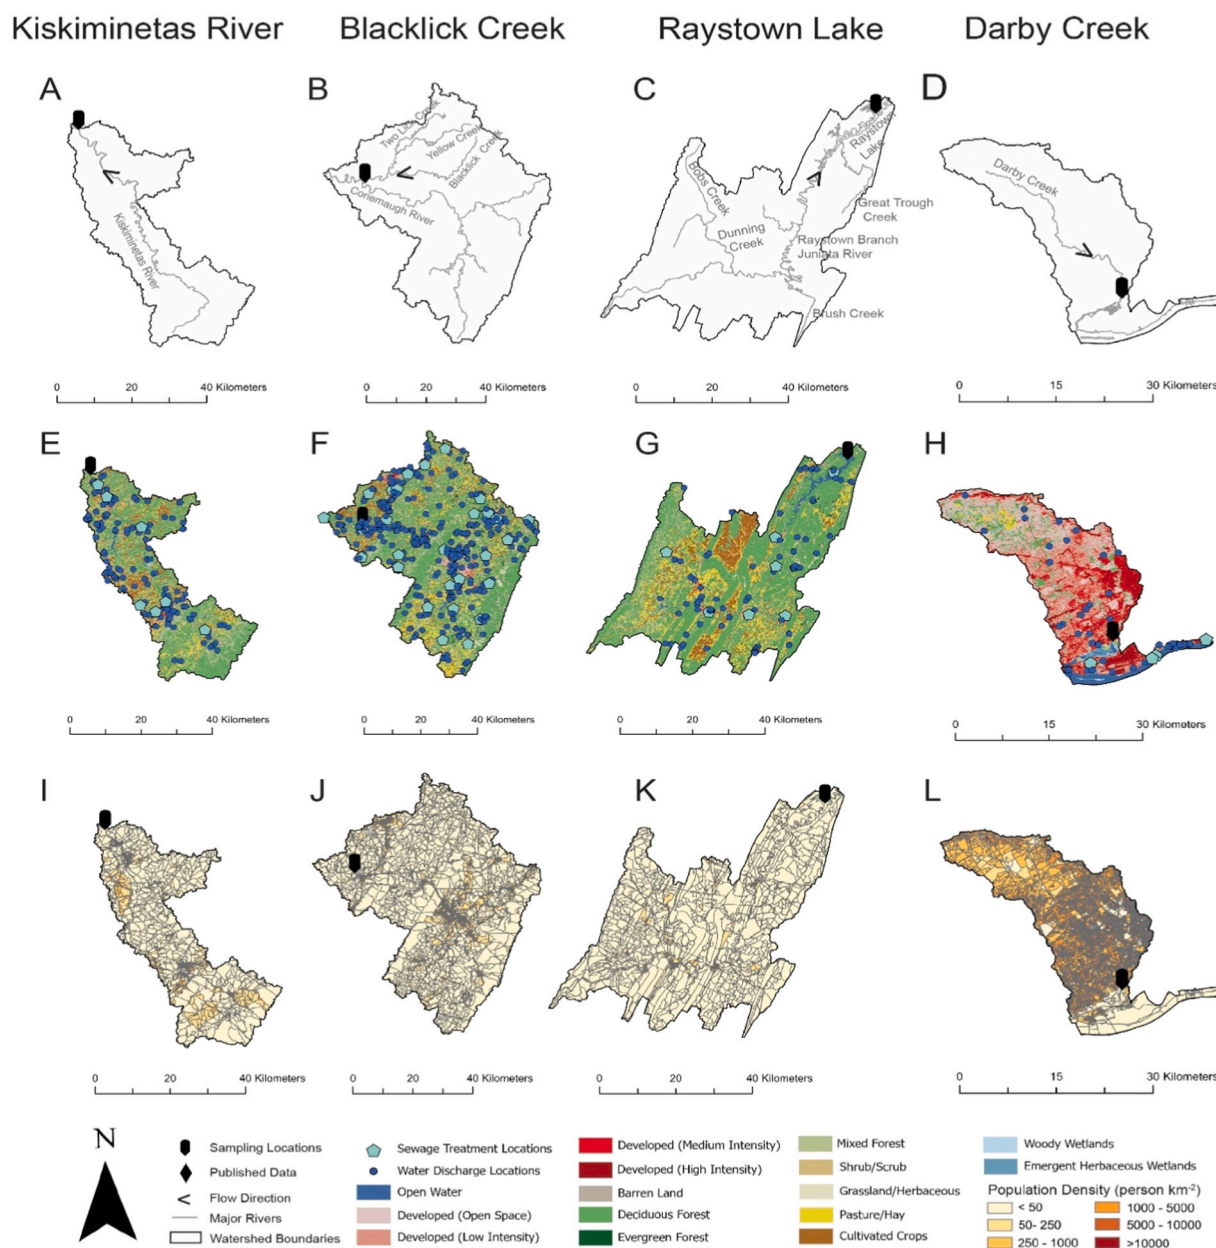 Kiskiminetas River
Blacklick Creek
Raystown Lake
Darby Creek
A
B
C
D
Kiskiminetas River
Two Lick Creek
Yellow Creek
Blacklick Creek
Conemaugh River
Bobs Creek
Dunning
Creek
Raystown
Lake
Great Trough
Creek
Raystown Branch
Juniata River
Brush Creek
Darby Creek
0 20 40 Kilometers
0 20 40 Kilometers
0 20 40 Kilometers
0 15 30 Kilometers
E
F
G
H
0 20 40 Kilometers
0 20 40 Kilometers
0 20 40 Kilometers
0 15 30 Kilometers
I
J
K
L
0 20 40 Kilometers
0 20 40 Kilometers
0 20 40 Kilometers
0 15 30 Kilometers
N
Sampling Locations
Published Data
Flow Direction
Major Rivers
Watershed Boundaries
Sewage Treatment Locations
Water Discharge Locations
Open Water
Developed (Open Space)
Developed (Low Intensity)
Developed (Medium Intensity)
Developed (High Intensity)
Barren Land
Deciduous Forest
Evergreen Forest
Mixed Forest
Shrub/Scrub
Grassland/Herbaceous
Pasture/Hay
Cultivated Crops
Woody Wetlands
Emergent Herbaceous Wetlands
Population Density (person km-2)
< 50
50- 250
250 - 1000
1000 - 5000
5000 - 10000
>10000